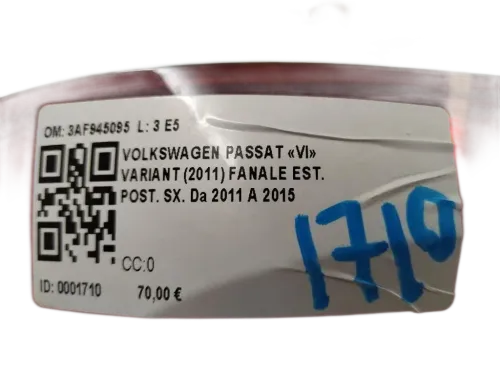 OM: 3AF945095 L: 3 E5
VOLKSWAGEN PASSAT «VI»
VARIANT (2011) FANALE EST.
POST. SX. Da 2011 A 2015
CC:0
ID: 0001710 70,00 €
1710